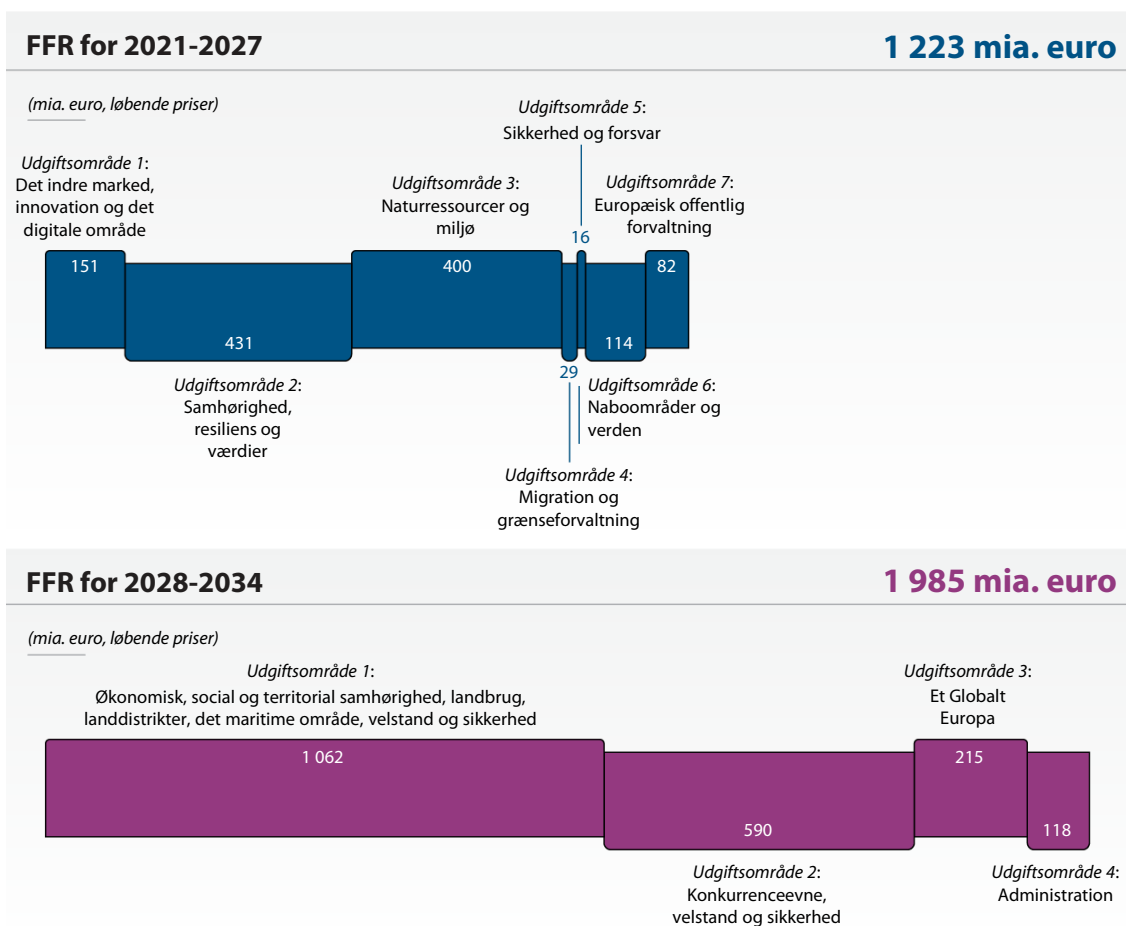 FFR for 2021-2027
1 223 mia. euro
(mia. euro, løbende priser)
Udgiftsområde 1:
Det indre marked,
innovation og det
digitale område
151
431
Udgiftsområde 2:
Samhørighed,
resiliens og
værdier
Udgiftsområde 3:
Naturressourcer og
miljø
400
29
Udgiftsområde 4:
Migration og
grænseforvaltning
Udgiftsområde 5:
Sikkerhed og forsvar
16
114
Udgiftsområde 6:
Naboområder og
verden
Udgiftsområde 7:
Europæisk offentlig
forvaltning
82
FFR for 2028-2034
1 985 mia. euro
(mia. euro, løbende priser)
Udgiftsområde 1:
Økonomisk, social og territorial samhørighed, landbrug,
landdistrikter, det maritime område, velstand og sikkerhed
1 062
590
Udgiftsområde 2:
Konkurrenceevne,
velstand og sikkerhed
Udgiftsområde 3:
Et Globalt
Europa
215
118
Udgiftsområde 4:
Administration